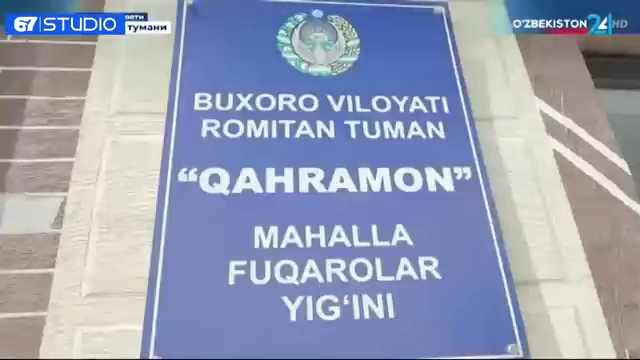 67 STUDIO
тумани
O'ZBEKISTON 24 HD
BUXORO VILOYATI
ROMITAN TUMAN
“QAHRAMON”
MAHALLA
FUQAROLAR
YIG‘INI